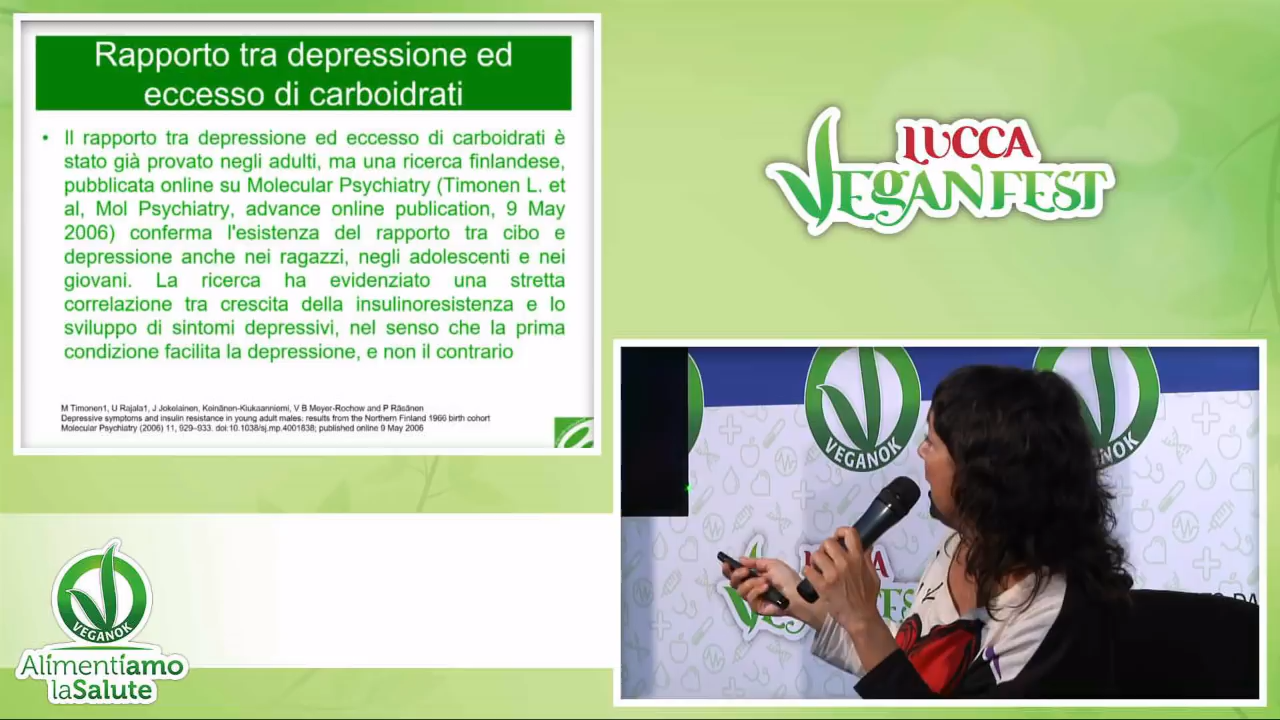 Rapporto tra depressione ed
eccesso di carboidrati
• Il rapporto tra depressione ed eccesso di carboidrati è
stato già provato negli adulti, ma una ricerca finlandese,
pubblicata online su Molecular Psychiatry (Timonen L. et
al, Mol Psychiatry, advance online publication, 9 May
2006) conferma l'esistenza del rapporto tra cibo e
depressione anche nei ragazzi, negli adolescenti e nei
giovani. La ricerca ha evidenziato una stretta
correlazione tra crescita della insulinoresistenza e lo
sviluppo di sintomi depressivi, nel senso che la prima
condizione facilita la depressione, e non il contrario
M Timonen1, U Rajala1, J Jokelainen, Keinänen-Kiukaanniemi, V B Meyer-Rochow and P Räsänen
Depressive symptoms and insulin resistance in young adult males: results from the Northern Finland 1966 birth cohort
Molecular Psychiatry (2006) 11, 929–933. doi:10.1038/sj.mp.4001838; published online 9 May 2006
LUCCA
VEGANFEST
VEGANOK
VEGANOK
Alimentiamo
laSalute